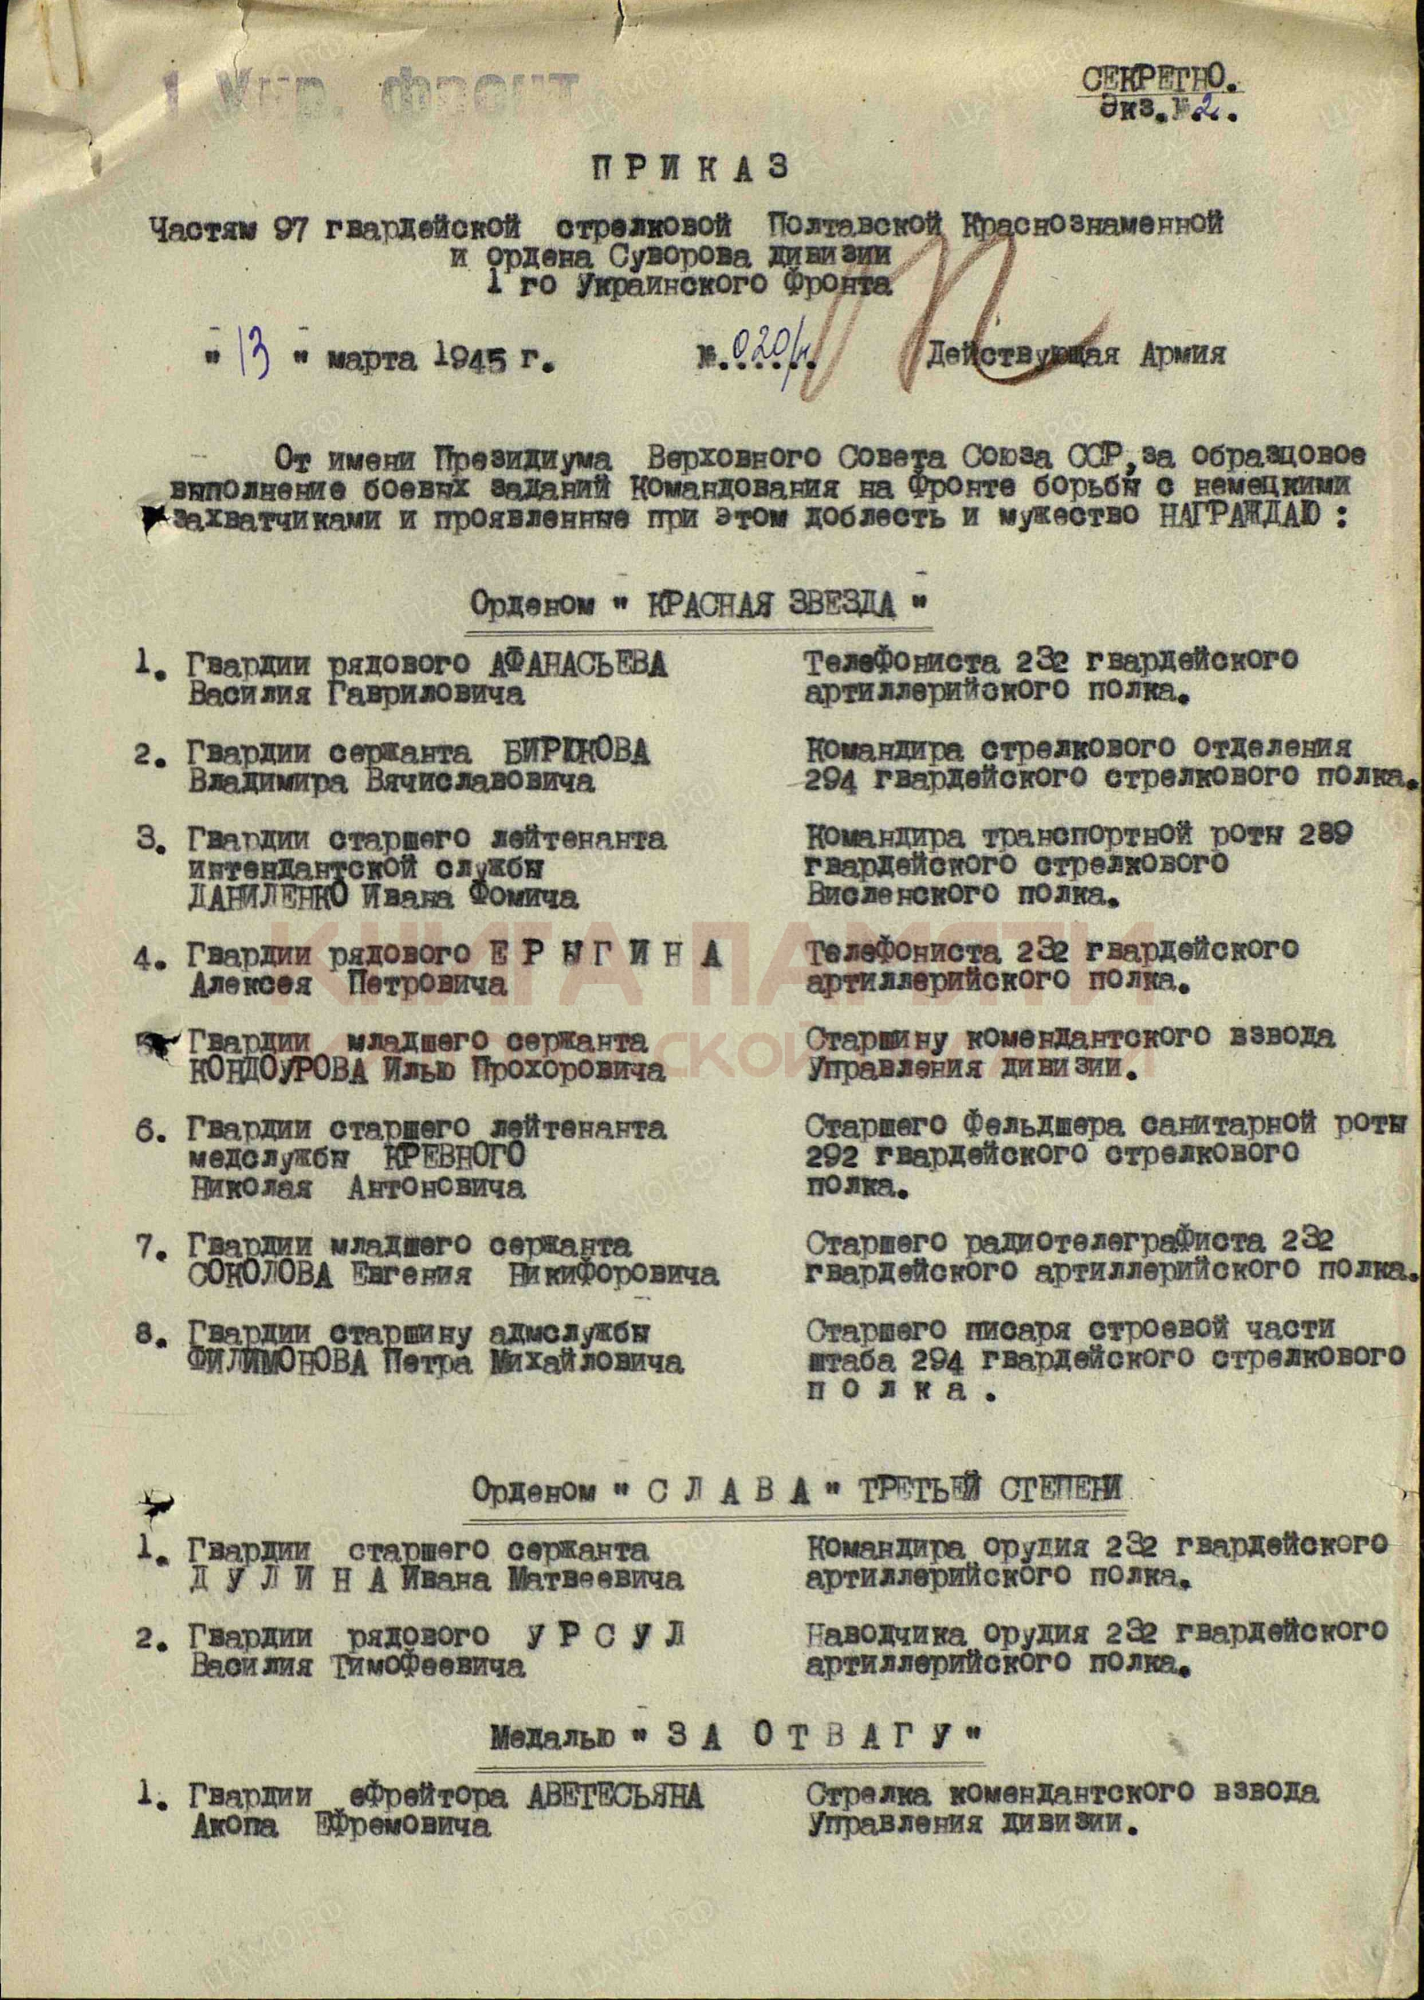 1 Укр. фронт
СЕКРЕТНО.
Экз.№2.
П Р И К А З
Частям 97 гвардейской стрелковой Полтавской Краснознаменной
и ордена Суворова дивизии
1 го Украинского Фронта
"13" марта 1945 г. №.020/н Действующая Армия
От имени Президиума Верховного Совета Союза ССР, за образцовое
выполнение боевых заданий Командования на Фронте борьбы с немецкими
захватчиками и проявленные при этом доблесть и мужество НАГРАЖДАЮ :
Орденом " КРАСНАЯ ЗВЕЗДА "
1. Гвардии рядового АФАНАСЬЕВА Телефониста 232 гвардейского
Василия Гавриловича артиллерийского полка.
2. Гвардии сержанта БИРЮКОВА Командира стрелкового отделения
Владимира Вячиславовича 294 гвардейского стрелкового полка.
3. Гвардии старшего лейтенанта Командира транспортной роты 289
интендантской службы гвардейского стрелкового
ДАНИЛЕНКО Ивана Фомича Висленского полка.
4. Гвардии рядового Е Р Ы Г И Н А Телефониста 232 гвардейского
Алексея Петровича артиллерийского полка.
Гвардии младшего сержанта Старшину комендантского взвода
КОНДОУРОВА Илью Прохоровича Управления дивизии.
6. Гвардии старшего лейтенанта Старшего Фельдшера санитарной роты
медслужбы КРЕВНОГО 292 гвардейского стрелкового
Николая Антоновича полка.
7. Гвардии младшего сержанта Старшего радиотелеграфиста 232
СОКОЛОВА Евгения Никифоровича гвардейского артиллерийского полка.
8. Гвардии старшину адмслужбы Старшего писаря строевой части
ФИЛИМОНОВА Петра Михайловича штаба 294 гвардейского стрелкового
п о л к а .
Орденом " С Л А В А " ТРЕТЬЕЙ СТЕПЕНИ
1. Гвардии старшего сержанта Командира орудия 232 гвардейского
Д У Л И Н А Ивана Матвеевича артиллерийского полка.
2. Гвардии рядового У Р С У Л Наводчика орудия 232 гвардейского
Василия Тимофеевича артиллерийского полка.
Медалью " З А О Т В А Г У "
1. Гвардии ефрейтора АВЕТЕСЬЯНА Стрелка комендантского взвода
Акопа Ефремовича Управления дивизии.
КНИГА ПАМЯТИ